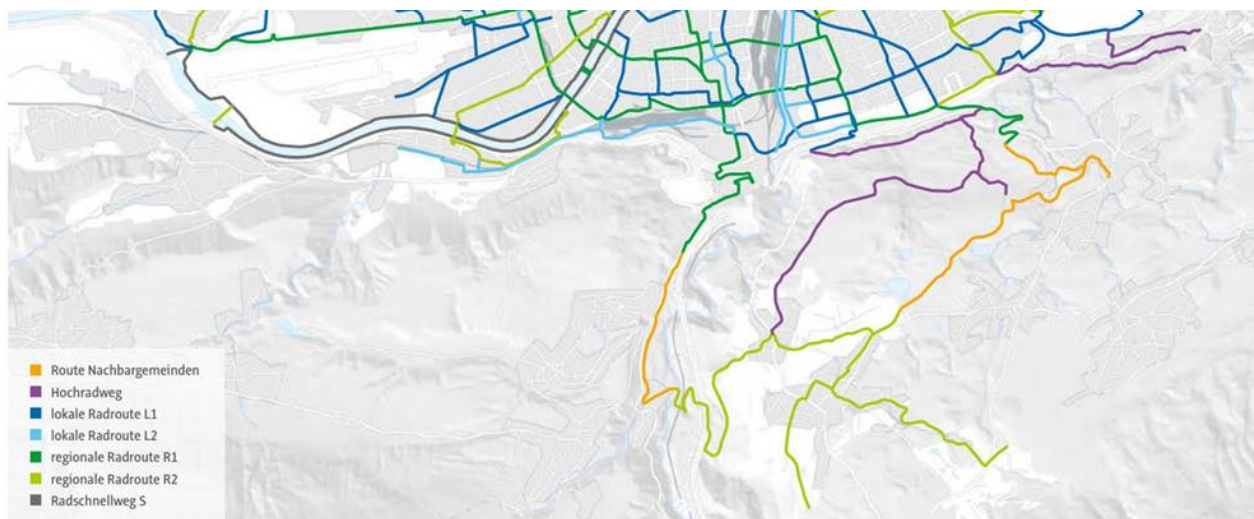 Route Nachbargemeinden
Hochradweg
lokale Radroute L1
lokale Radroute L2
regionale Radroute R1
regionale Radroute R2
Radschnellweg S